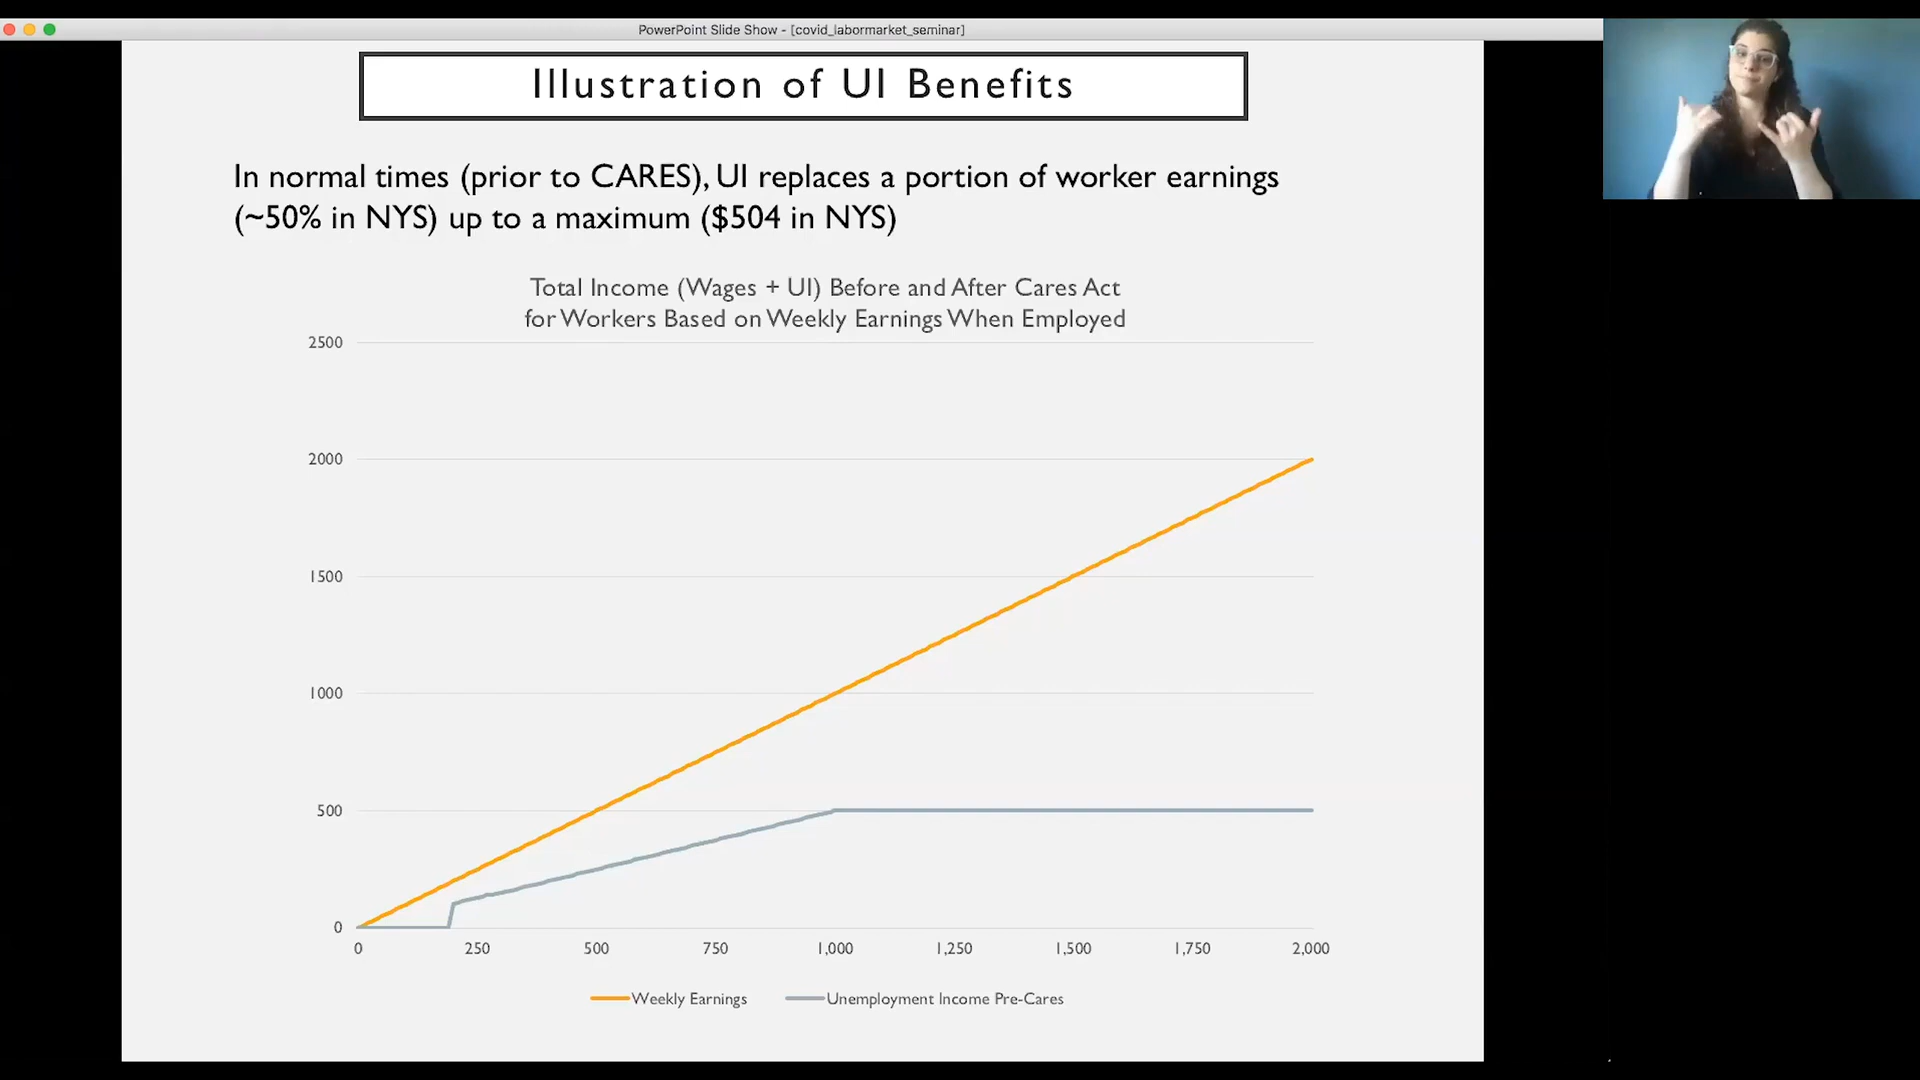 PowerPoint Slide Show - [covid_labormarket_seminar]
Illustration of UI Benefits
In normal times (prior to CARES), UI replaces a portion of worker earnings
(~50% in NYS) up to a maximum ($504 in NYS)
Total Income (Wages + UI) Before and After Cares Act
for Workers Based on Weekly Earnings When Employed
2500
2000
1500
1000
500
0
0 250 500 750 1,000 1,250 1,500 1,750 2,000
Weekly Earnings Unemployment Income Pre-Cares